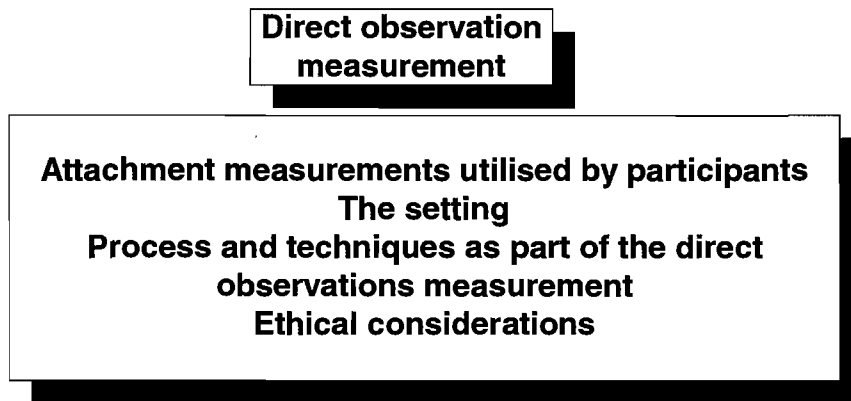 Direct observation
measurement
Attachment measurements utilised by participants
The setting
Process and techniques as part of the direct
observations measurement
Ethical considerations